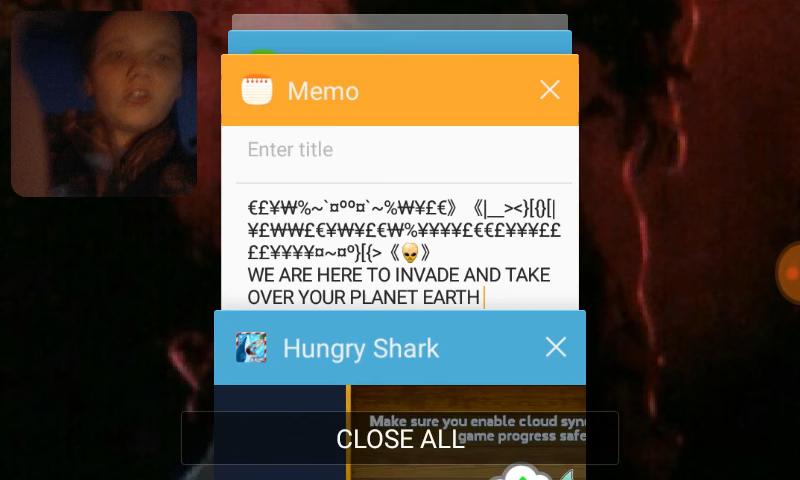 Memo
Enter title
€£¥₩%~`¤ºº¤`~%₩¥£€》《|__><}[{}[|
¥£₩₩£€¥₩¥£€₩%¥¥¥¥£€€£¥¥¥££
££¥¥¥¥¤~¤º}[{>《👽》
WE ARE HERE TO INVADE AND TAKE
OVER YOUR PLANET EARTH
Hungry Shark
Make sure you enable cloud syn
game progress safe
CLOSE ALL